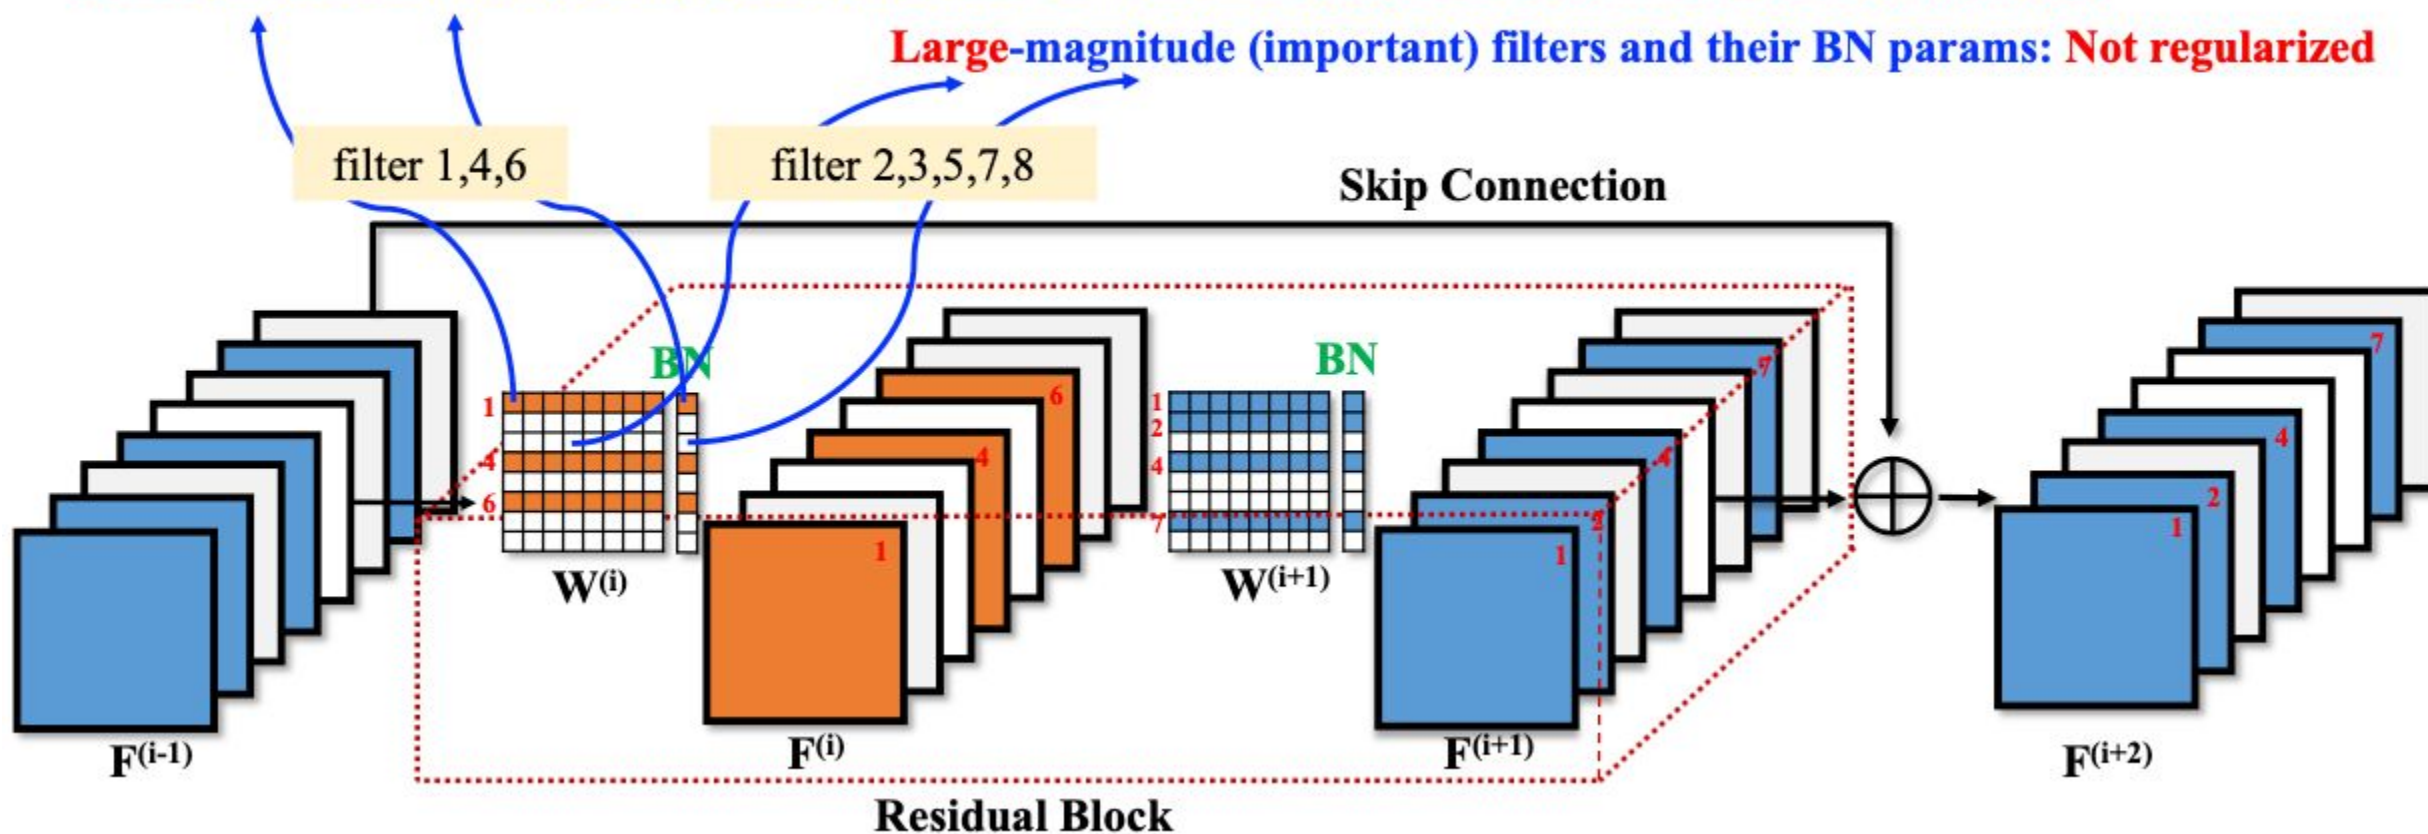 Large-magnitude (important) filters and their BN params: Not regularized
filter 1,4,6
filter 2,3,5,7,8
Skip Connection
BN
BN
1
4
6
W(i)
6
4
1
1
2
4
7
W(i+1)
7
4
2
1
7
4
2
1
F(i-1)
F(i)
F(i+1)
F(i+2)
Residual Block